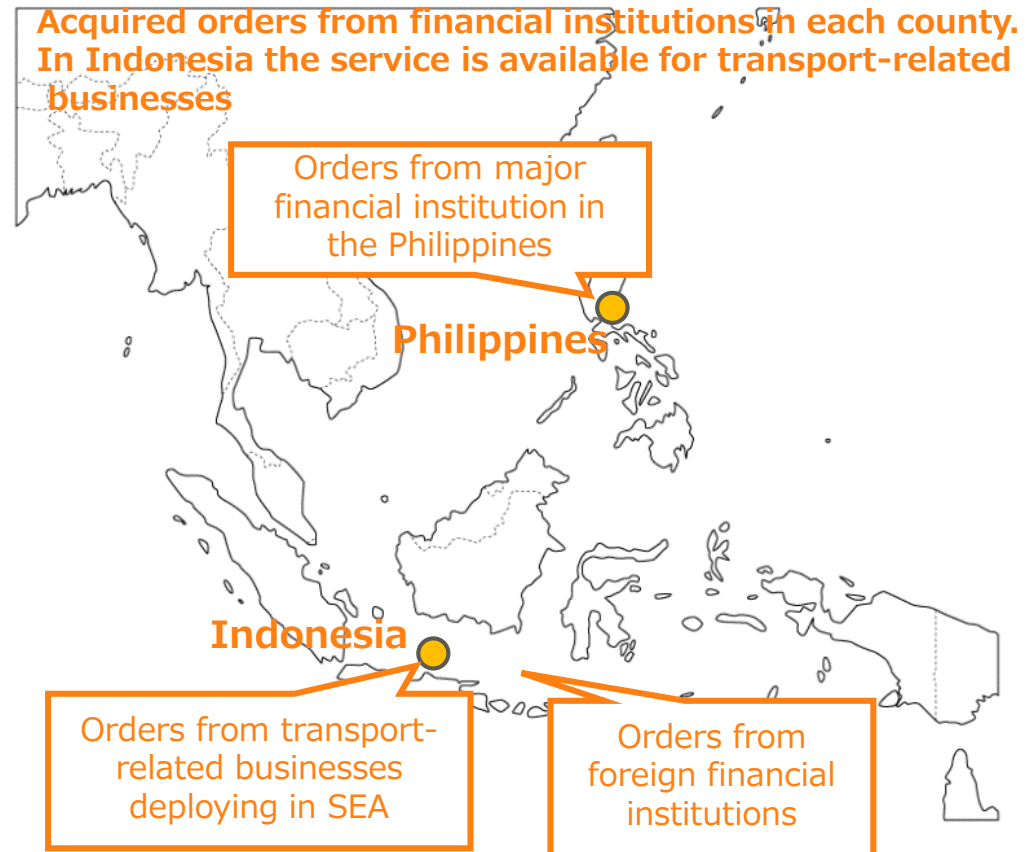 Acquired orders from financial institutions in each county.
In Indonesia the service is available for transport-related
businesses
Orders from major
financial institution in
the Philippines
Philippines
Indonesia
Orders from transport-
related businesses
deploying in SEA
Orders from
foreign financial
institutions